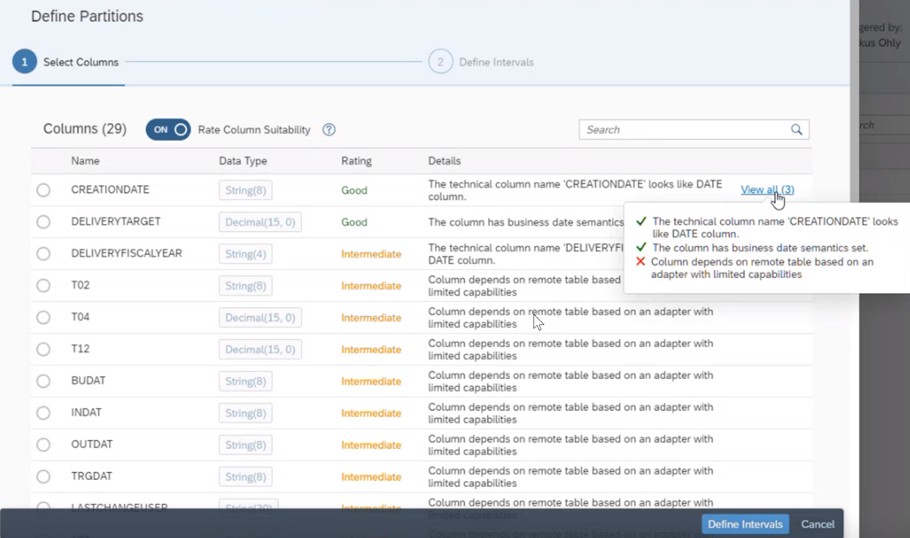 Define Partitions
gered by:
kus Ohly
1 Select Columns
2 Define Intervals
Columns (29)
ON
Rate Column Suitability ?
Search
rch
Name Data Type Rating Details
CREATIONDATE String(8) Good The technical column name 'CREATIONDATE' looks like DATE
column.
View all (3)
DELIVERYTARGET Decimal(15, 0) Good The column has business date semantics
DELIVERYFISCALYEAR String(4) Intermediate The technical column name 'DELIVERYFI
DATE column.
The technical column name 'CREATIONDATE' looks
like DATE column.
The column has business date semantics set.
Column depends on remote table based on an
adapter with limited capabilities
T02 String(8) Intermediate Column depends on remote table based
limited capabilities
T04 Decimal(15, 0) Intermediate Column depends on remote table based on an adapter with
limited capabilities
T12 Decimal(15, 0) Intermediate Column depends on remote table based on an adapter with
limited capabilities
BUDAT String(8) Intermediate Column depends on remote table based on an adapter with
limited capabilities
INDAT String(8) Intermediate Column depends on remote table based on an adapter with
limited capabilities
OUTDAT String(8) Intermediate Column depends on remote table based on an adapter with
limited capabilities
TRGDAT String(8) Intermediate Column depends on remote table based on an adapter with
limited capabilities
LASTCHANGEUSER Intermediate Column depends on remote table based on an adapter with
limited capabilities
Define Intervals Cancel